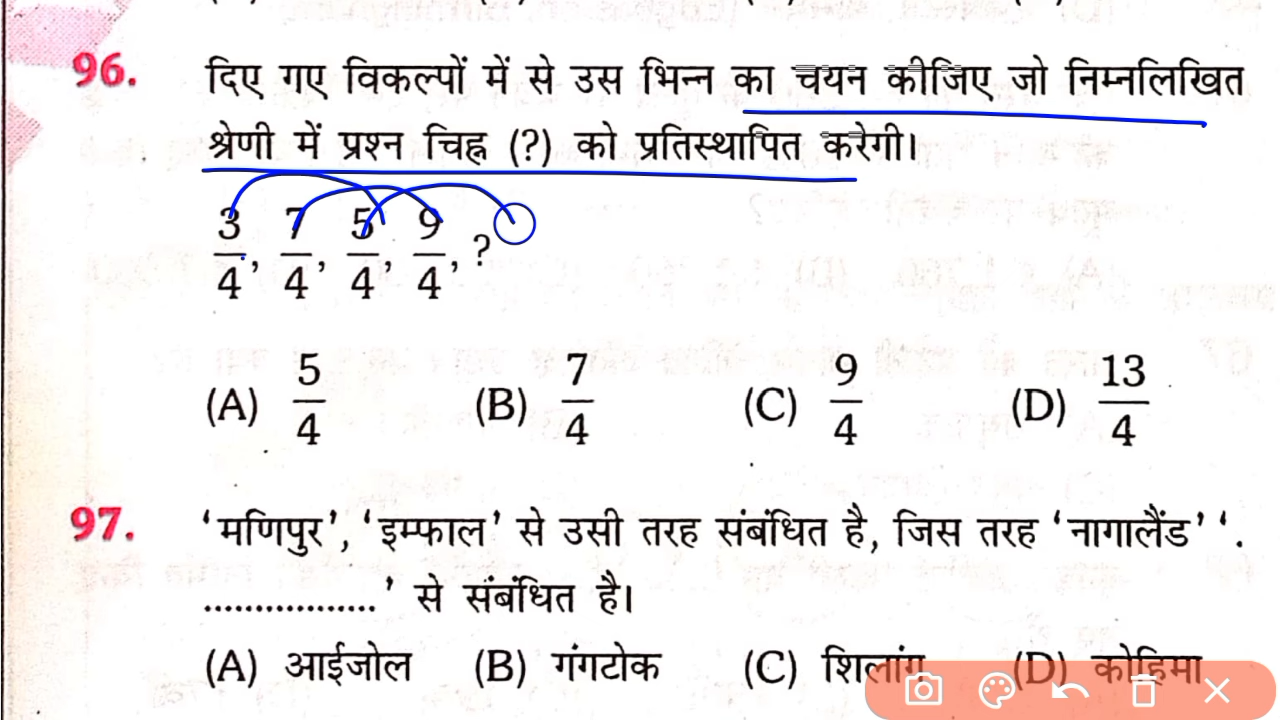 96. दिए गए विकल्पों में से उस भिन्न का चयन कीजिए जो निम्नलिखित
श्रेणी में प्रश्न चिह्न (?) को प्रतिस्थापित करेगी।
3/4, 7/4, 5/4, 9/4, ?
(A) 5/4 (B) 7/4 (C) 9/4 (D) 13/4
97. ‘मणिपुर’, ‘इम्फाल’ से उसी तरह संबंधित है, जिस तरह ‘नागालैंड’ ‘.
.................’ से संबंधित है।
(A) आईजोल (B) गंगटोक (C) शिलांग (D) कोहिमा